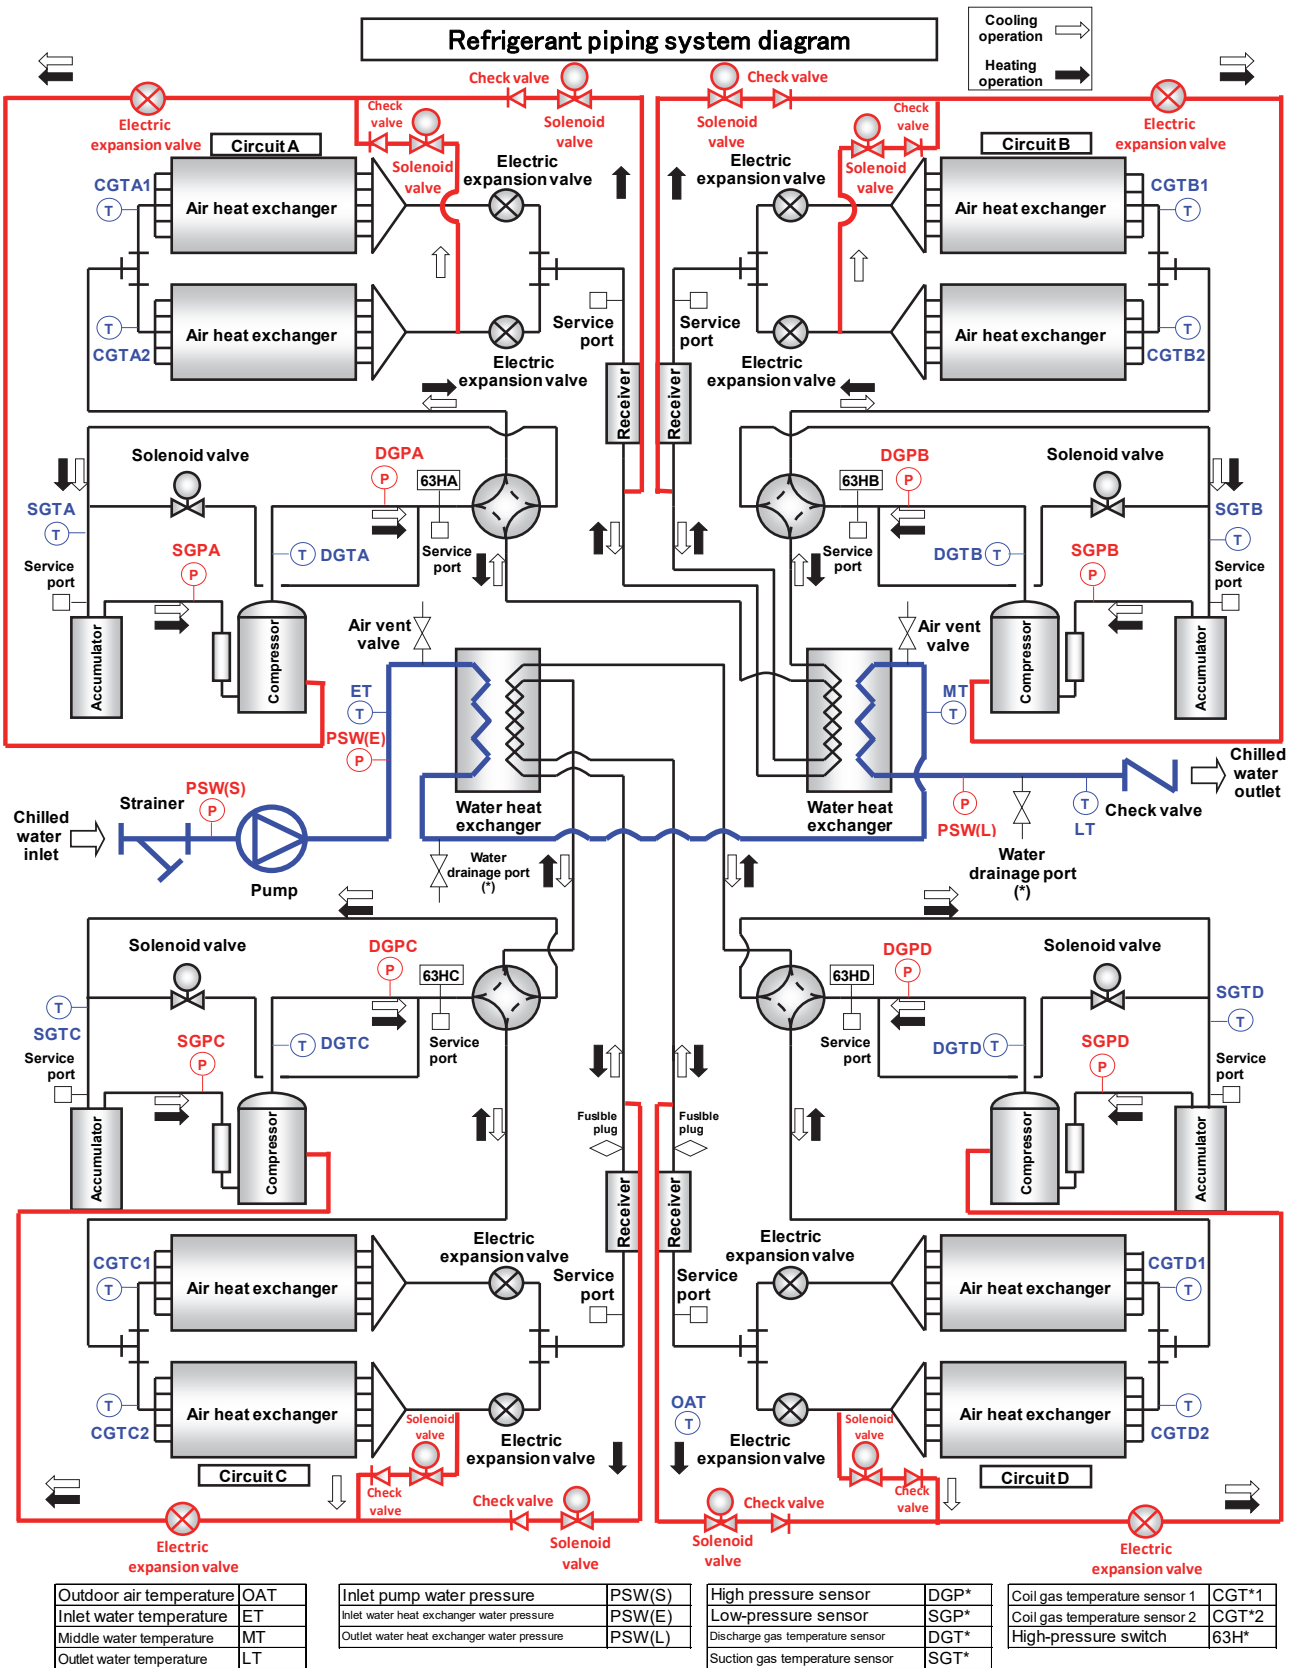 Refrigerant piping system diagram
Cooling
operation
Heating
operation
Check valve
Solenoid
valve
Electric
expansion valve
Check
valve
Solenoid
valve
Circuit A
Electric
expansion valve
CGTA1
T
Air heat exchanger
T
CGTA2
Air heat exchanger
Electric
expansion valve
Service
port
Receiver
Check valve
Solenoid
valve
Electric
expansion valve
Check
valve
Solenoid
valve
Circuit B
Electric
expansion valve
CGTB1
T
Air heat exchanger
T
CGTB2
Air heat exchanger
Electric
expansion valve
Service
port
Receiver
Solenoid valve
DGPA
P
63HA
SGTA
T
Service
port
SGPA
P
T
DGTA
Service
port
Accumulator
Compressor
DGPB
P
63HB
Solenoid valve
SGTB
T
Service
port
DGTB
T
SGPB
P
Service
port
Compressor
Accumulator
Air vent
valve
ET
T
PSW(E)
P
Air vent
valve
MT
T
Water heat
exchanger
Water heat
exchanger
Chilled
water
inlet
Strainer
PSW(S)
P
Pump
Water
drainage port
(*)
P
PSW(L)
T
LT
Check valve
Chilled
water
outlet
Water
drainage port
(*)
Solenoid valve
DGPC
P
63HC
T
SGTC
Service
port
SGPC
P
T
DGTC
Service
port
Accumulator
Compressor
Fusible
plug
Receiver
DGPD
P
63HD
Solenoid valve
SGTD
T
Service
port
DGTD
T
SGPD
P
Service
port
Compressor
Accumulator
Fusible
plug
Receiver
Electric
expansion valve
Service
port
CGTC1
T
Air heat exchanger
T
CGTC2
Air heat exchanger
Circuit C
Solenoid
valve
Check
valve
Electric
expansion valve
Check valve
Solenoid
valve
Electric
expansion valve
Electric
expansion valve
Service
port
CGTD1
T
Air heat exchanger
OAT
T
T
CGTD2
Air heat exchanger
Circuit D
Solenoid
valve
Check
valve
Electric
expansion valve
Check valve
Solenoid
valve
Electric
expansion valve
Outdoor air temperature OAT
Inlet water temperature ET
Middle water temperature MT
Outlet water temperature LT
Inlet pump water pressure PSW(S)
Inlet water heat exchanger water pressure PSW(E)
Outlet water heat exchanger water pressure PSW(L)
High pressure sensor DGP*
Low-pressure sensor SGP*
Discharge gas temperature sensor DGT*
Suction gas temperature sensor SGT*
Coil gas temperature sensor 1 CGT*1
Coil gas temperature sensor 2 CGT*2
High-pressure switch 63H*